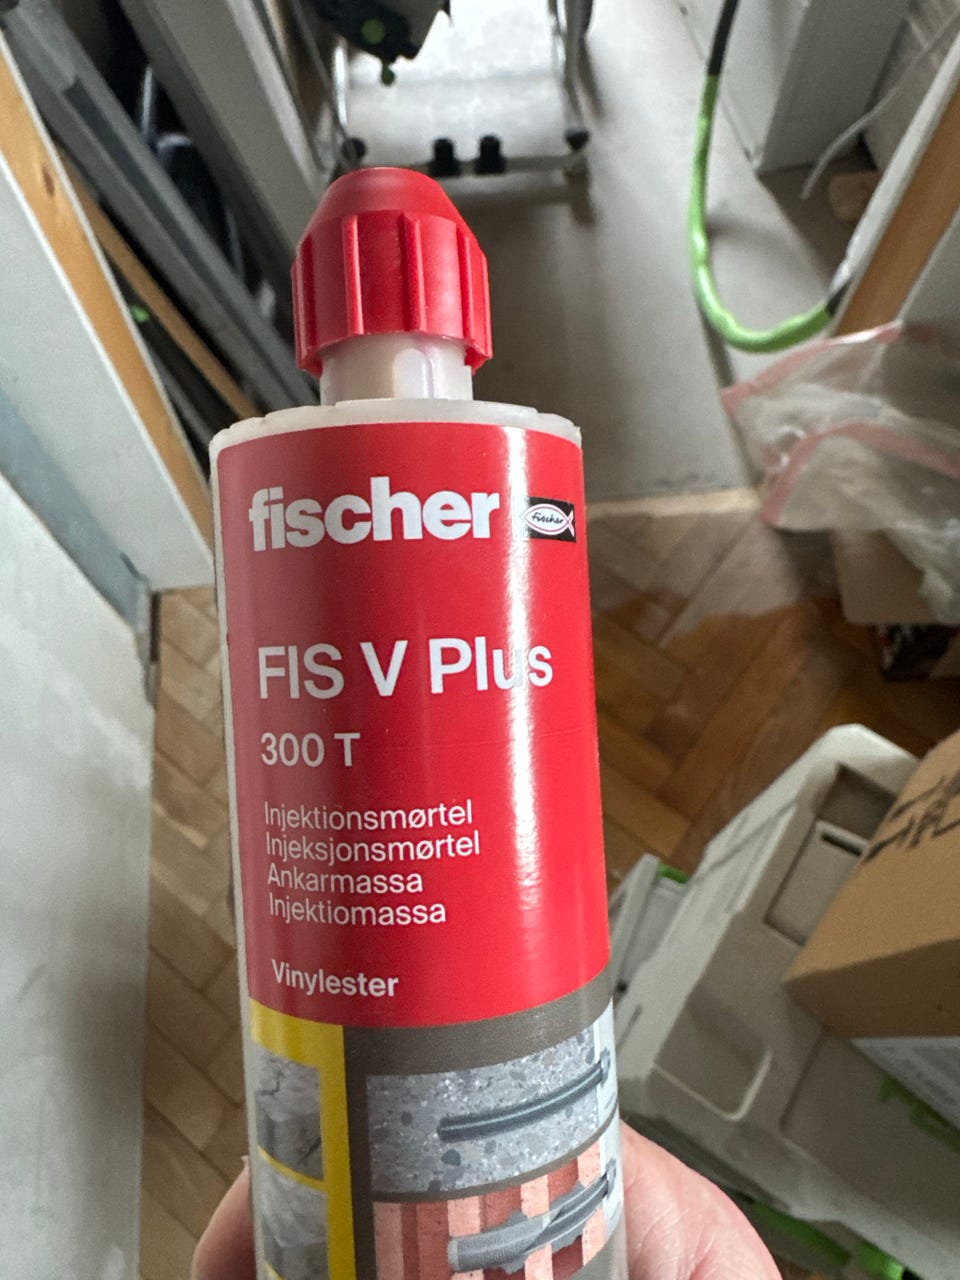 fischer
fischer
FIS V Plus
300 T
Injektionsmørtel
Injeksjonsmørtel
Ankarmassa
Injektiomassa
Vinylester